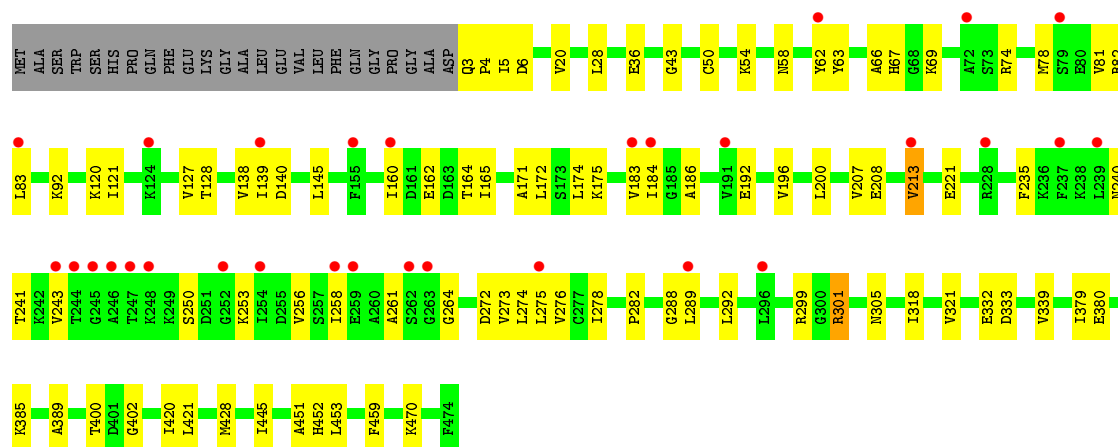 MET ALA SER TRP SER HIS PRO GLN PHE GLU LYS GLY ALA LEU GLU VAL LEU PHE GLN GLY PRO GLY ALA ASP Q3 P4 I5 D6 V20 L28 E36 G43 C50 K54 N58 Y62 Y63 A66 H67 G68 K69 A72 S73 R74 M78 S79 E80 V81
L83 K92 K120 I121 K124 V127 T128 V138 I139 D140 L145 F155 I160 D161 E162 D163 T164 I165 A171 L172 S173 L174 K175 V183 I184 G185 A186 V191 E192 V196 L200 V207 E208 V213 E221 R228 F235 K236 F237 K238 L239
T241 K242 V243 T244 G245 A246 T247 K248 K249 S250 D251 G252 K253 I254 D255 V256 S257 I258 E259 A260 A261 S262 G263 G264 D272 V273 L274 L275 V276 C277 I278 P282 G288 L289 L292 L296 R299 G300 R301 N305 I318 V321 E332 D333 V339 I379 E380
K385 A389 T400 D401 G402 I420 L421 M428 I445 A451 H452 L453 F459 K470 F474